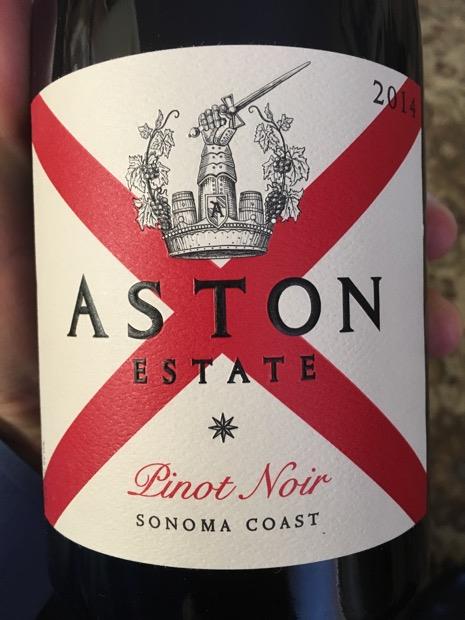 2014
A
ASTON
ESTATE
Pinot Noir
SONOMA COAST